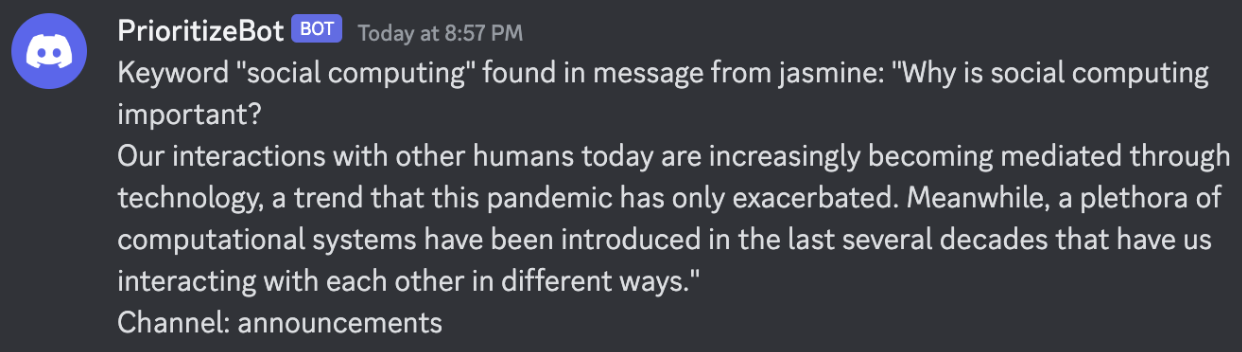 PrioritizeBot BOT Today at 8:57 PM
Keyword "social computing" found in message from jasmine: "Why is social computing
important?
Our interactions with other humans today are increasingly becoming mediated through
technology, a trend that this pandemic has only exacerbated. Meanwhile, a plethora of
computational systems have been introduced in the last several decades that have us
interacting with each other in different ways."
Channel: announcements